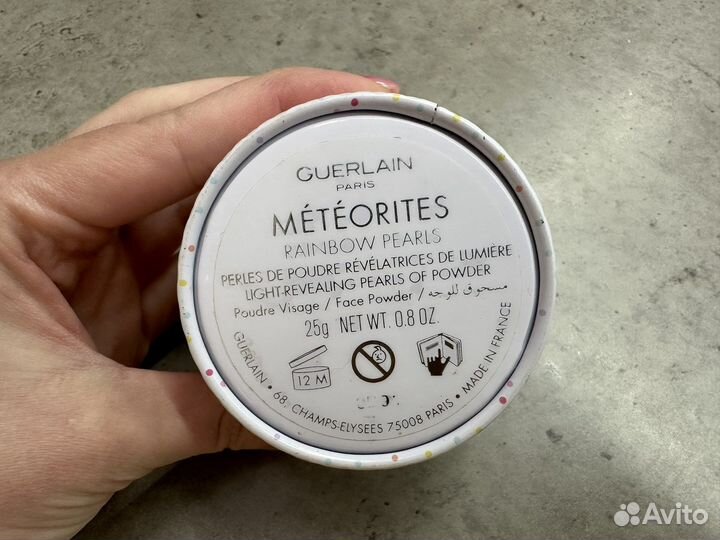 GUERLAIN
PARIS
MÉTÉORITES
RAINBOW PEARLS
PERLES DE POUDRE RÉVÉLATRICES DE LUMIÈRE
LIGHT-REVEALING PEARLS OF POWDER
Poudre Visage / Face Powder / مسحوق للوجه
25g NET WT. 0.8 OZ.
12 M
GUERLAIN • 68, CHAMPS-ELYSEES 75008 PARIS • MADE IN FRANCE
Avito